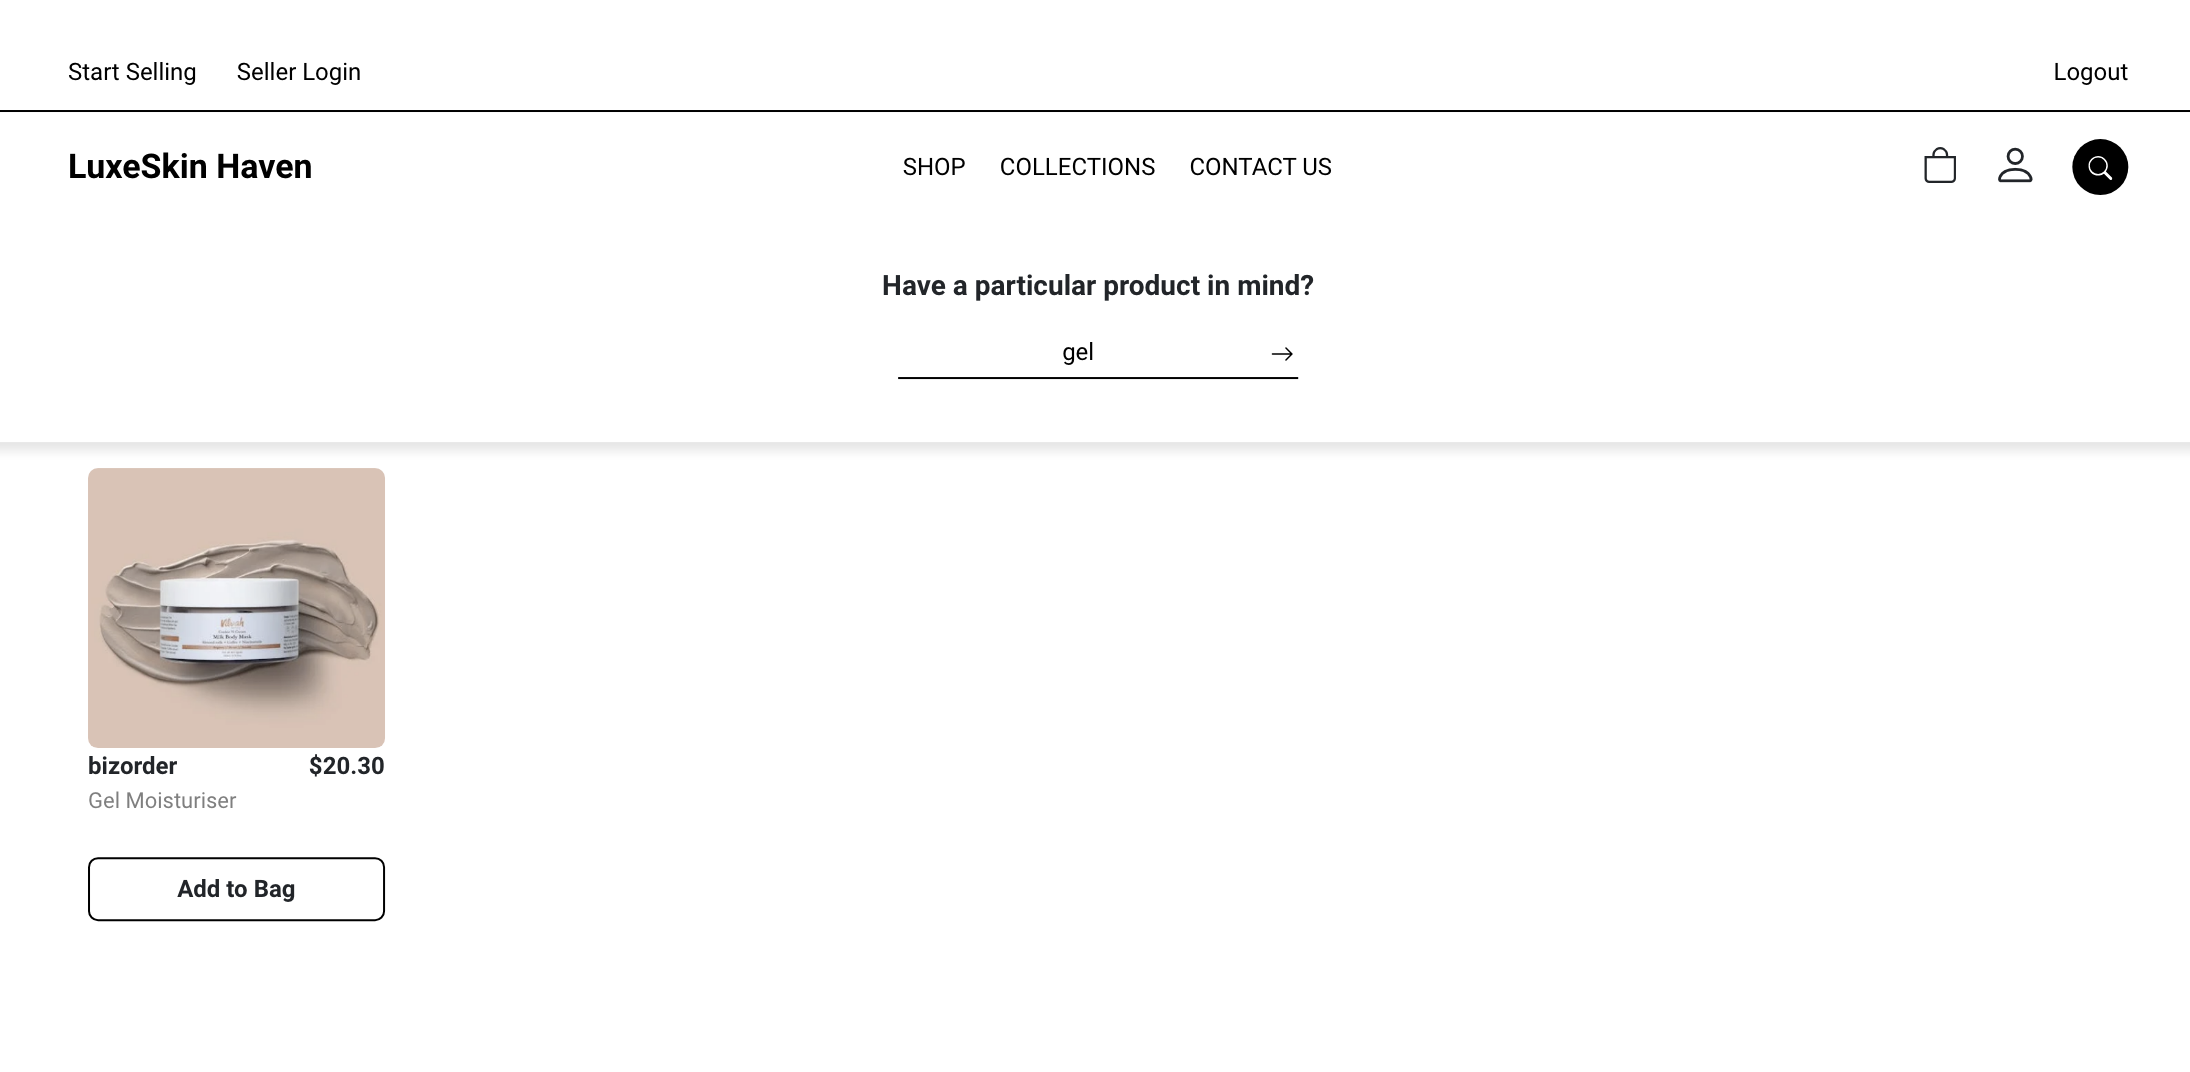 Start Selling Seller Login Logout
LuxeSkin Haven SHOP COLLECTIONS CONTACT US
Have a particular product in mind?
gel
Milk Body Mask
bizorder $20.30
Gel Moisturiser
Add to Bag